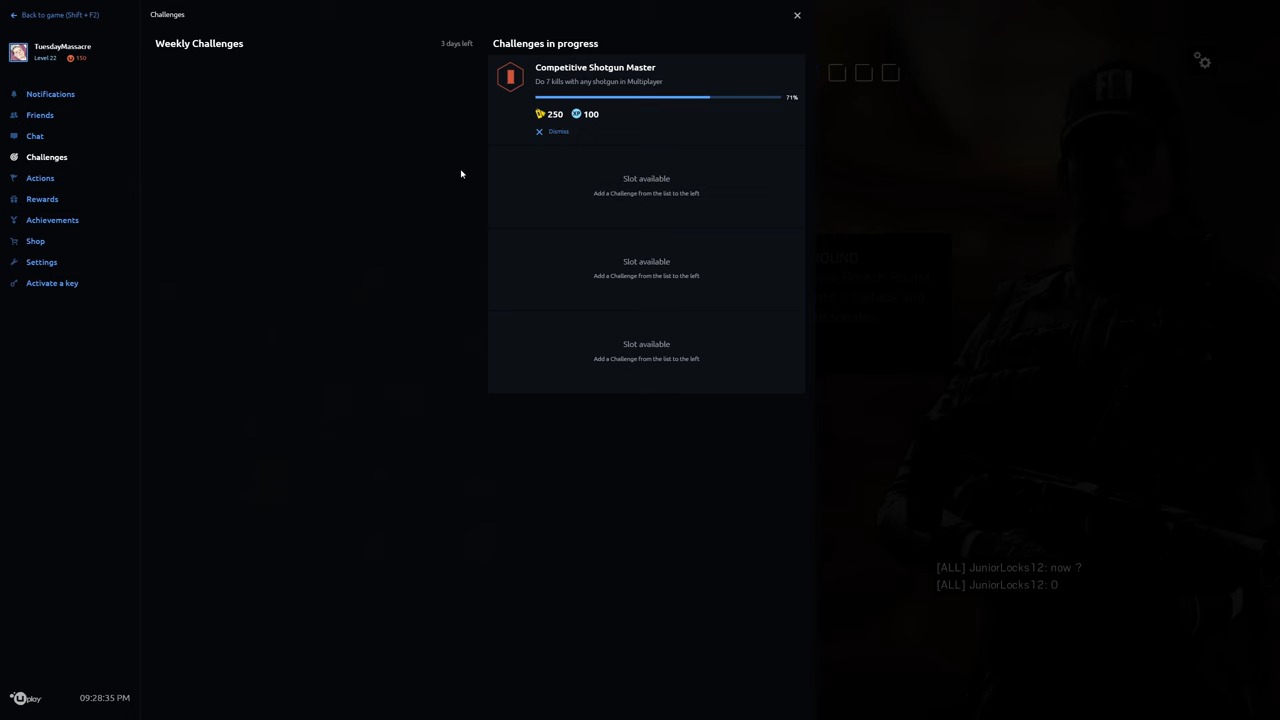 Back to game (Shift + F2)
TuesdayMassacre
Level 22 150
Notifications
Friends
Chat
Challenges
Actions
Rewards
Achievements
Shop
Settings
Activate a key
uplay 09:28:35 PM
Challenges
Weekly Challenges 3 days left
Challenges in progress
Competitive Shotgun Master
Do 7 kills with any shotgun in Multiplayer
71%
250 XP 100
Dismiss
Slot available
Add a Challenge from the list to the left
Slot available
Add a Challenge from the list to the left
Slot available
Add a Challenge from the list to the left
FBI
[ALL] JuniorLocks12: now ?
[ALL] JuniorLocks12: 0